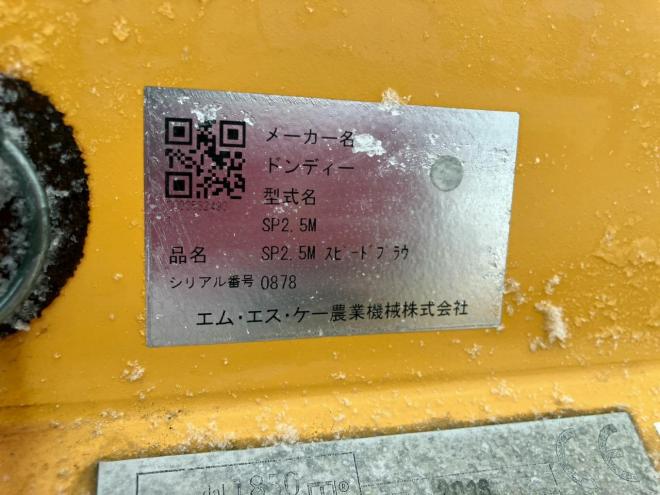 メーカー名
ドンディー
型式名
SP2.5M
品名 SP2.5M ｽﾋﾟｰﾄﾞﾌﾟﾗｳ
シリアル番号 0878
エム・エス・ケー農業機械株式会社
CE